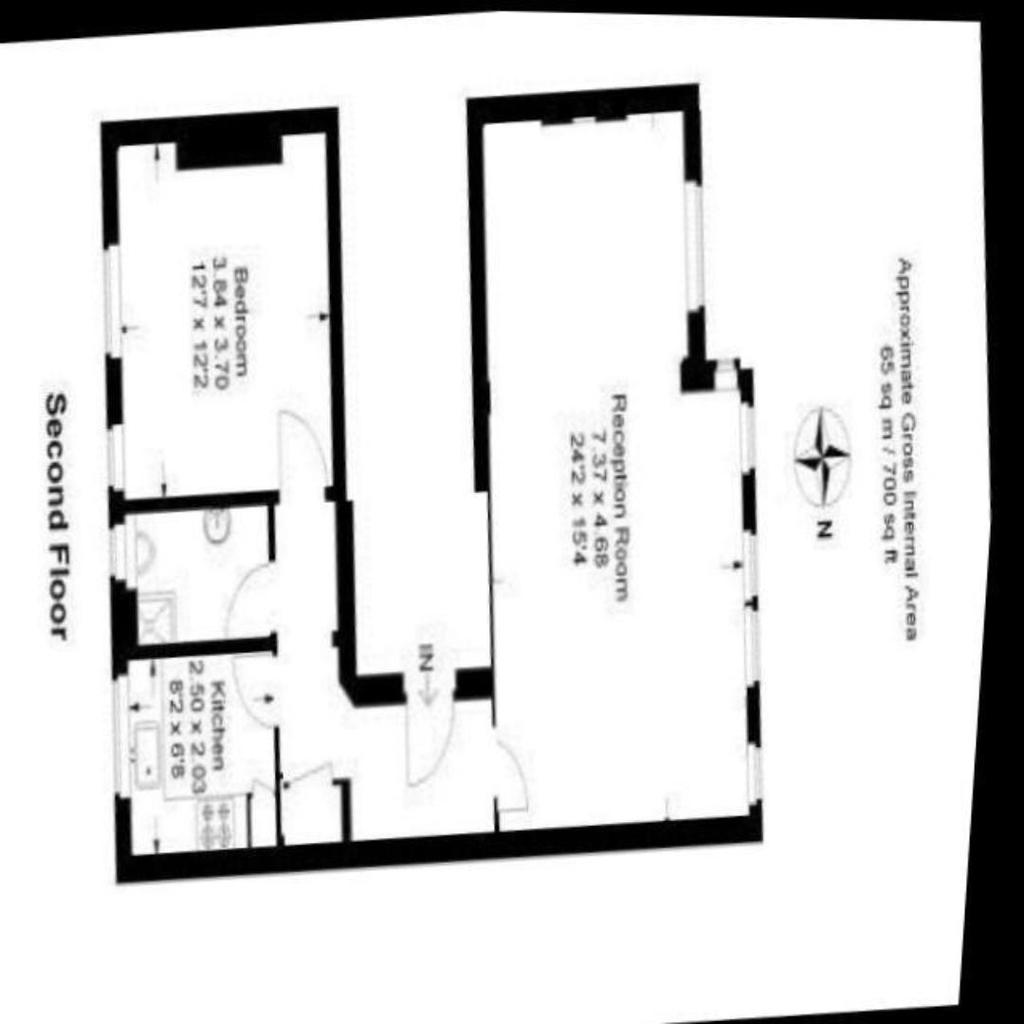 Approximate Gross Internal Area
65 sq m / 700 sq ft
N
Reception Room
7.37 x 4.68
24'2 x 15'4
IN
Bedroom
3.84 x 3.70
12'7 x 12'2
Kitchen
2.50 x 2.03
8'2 x 6'8
Second Floor